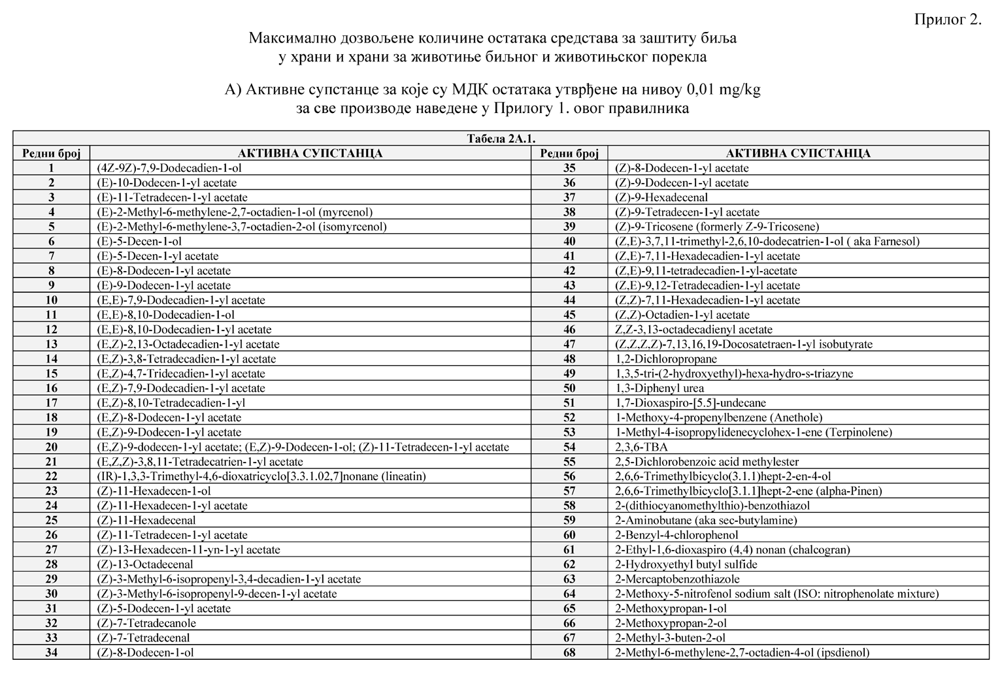 Прилог 2.
Максимално дозвољене количине остатака средстава за заштиту биља
у храни и храни за животиње биљног и животињског порекла
А) Активне супстанце за које су МДК остатака утврђене на нивоу 0,01 mg/kg
за све производе наведене у Прилогу 1. овог правилника
Табела 2А.1.
Редни број АКТИВНА СУПСТАНЦА Редни број АКТИВНА СУПСТАНЦА
1 (4Z-9Z)-7,9-Dodecadien-1-ol 35 (Z)-8-Dodecen-1-yl acetate
2 (E)-10-Dodecen-1-yl acetate 36 (Z)-9-Dodecen-1-yl acetate
3 (E)-11-Tetradecen-1-yl acetate 37 (Z)-9-Hexadecenal
4 (E)-2-Methyl-6-methylene-2,7-octadien-1-ol (myrcenol) 38 (Z)-9-Tetradecen-1-yl acetate
5 (E)-2-Methyl-6-methylene-3,7-octadien-2-ol (isomyrcenol) 39 (Z)-9-Tricosene (formerly Z-9-Tricosene)
6 (E)-5-Decen-1-ol 40 (Z,E)-3,7,11-trimethyl-2,6,10-dodecatrien-1-ol ( aka Farnesol)
7 (E)-5-Decen-1-yl acetate 41 (Z,E)-7,11-Hexadecadien-1-yl acetate
8 (E)-8-Dodecen-1-yl acetate 42 (Z,E)-9,11-tetradecadien-1-yl-acetate
9 (E)-9-Dodecen-1-yl acetate 43 (Z,E)-9,12-Tetradecadien-1-yl acetate
10 (E,E)-7,9-Dodecadien-1-yl acetate 44 (Z,Z)-7,11-Hexadecadien-1-yl acetate
11 (E,E)-8,10-Dodecadien-1-ol 45 (Z,Z)-Octadien-1-yl acetate
12 (E,E)-8,10-Dodecadien-1-yl acetate 46 Z,Z-3,13-octadecadienyl acetate
13 (E,Z)-2,13-Octadecadien-1-yl acetate 47 (Z,Z,Z,Z)-7,13,16,19-Docosatetraen-1-yl isobutyrate
14 (E,Z)-3,8-Tetradecadien-1-yl acetate 48 1,2-Dichloropropane
15 (E,Z)-4,7-Tridecadien-1-yl acetate 49 1,3,5-tri-(2-hydroxyethyl)-hexa-hydro-s-triazyne
16 (E,Z)-7,9-Dodecadien-1-yl acetate 50 1,3-Diphenyl urea
17 (E,Z)-8,10-Tetradecadien-1-yl 51 1,7-Dioxaspiro-[5.5]-undecane
18 (E,Z)-8-Dodecen-1-yl acetate 52 1-Methoxy-4-propenylbenzene (Anethole)
19 (E,Z)-9-Dodecen-1-yl acetate 53 1-Methyl-4-isopropylidenecyclohex-1-ene (Terpinolene)
20 (E,Z)-9-dodecen-1-yl acetate; (E,Z)-9-Dodecen-1-ol; (Z)-11-Tetradecen-1-yl acetate 54 2,3,6-TBA
21 (E,Z,Z)-3,8,11-Tetradecatrien-1-yl acetate 55 2,5-Dichlorobenzoic acid methylester
22 (IR)-1,3,3-Trimethyl-4,6-dioxatricyclo[3.3.1.02,7]nonane (lineatin) 56 2,6,6-Trimethylbicyclo(3.1.1)hept-2-en-4-ol
23 (Z)-11-Hexadecen-1-ol 57 2,6,6-Trimethylbicyclo[3.1.1]hept-2-ene (alpha-Pinen)
24 (Z)-11-Hexadecen-1-yl acetate 58 2-(dithiocyanomethylthio)-benzothiazol
25 (Z)-11-Hexadecenal 59 2-Aminobutane (aka sec-butylamine)
26 (Z)-11-Tetradecen-1-yl acetate 60 2-Benzyl-4-chlorophenol
27 (Z)-13-Hexadecen-11-yn-1-yl acetate 61 2-Ethyl-1,6-dioxaspiro (4,4) nonan (chalcogran)
28 (Z)-13-Octadecenal 62 2-Hydroxyethyl butyl sulfide
29 (Z)-3-Methyl-6-isopropenyl-3,4-decadien-1-yl acetate 63 2-Mercaptobenzothiazole
30 (Z)-3-Methyl-6-isopropenyl-9-decen-1-yl acetate 64 2-Methoxy-5-nitrofenol sodium salt (ISO: nitrophenolate mixture)
31 (Z)-5-Dodecen-1-yl acetate 65 2-Methoxypropan-1-ol
32 (Z)-7-Tetradecanole 66 2-Methoxypropan-2-ol
33 (Z)-7-Tetradecenal 67 2-Methyl-3-buten-2-ol
34 (Z)-8-Dodecen-1-ol 68 2-Methyl-6-methylene-2,7-octadien-4-ol (ipsdienol)